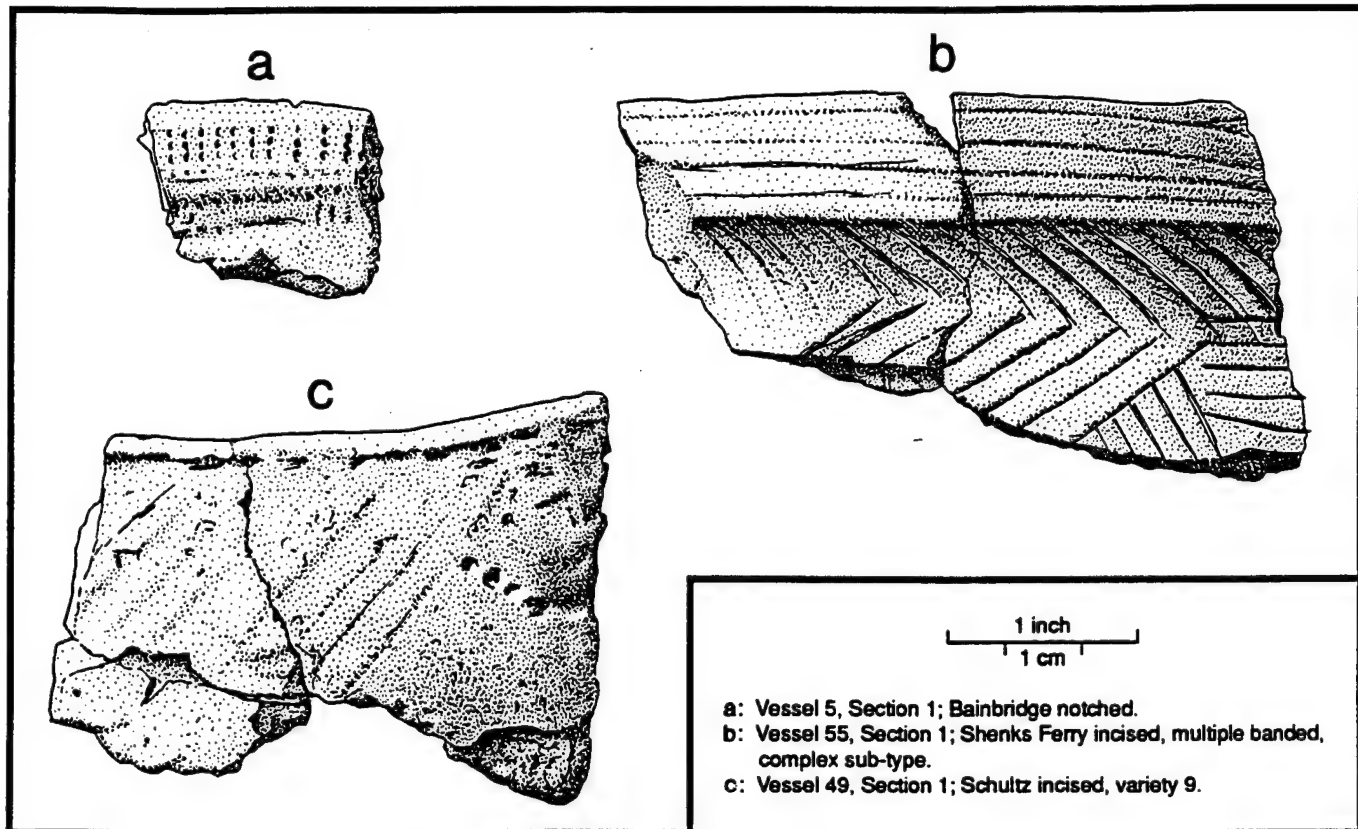 a
b
c
1 inch
1 cm
a: Vessel 5, Section 1; Bainbridge notched.
b: Vessel 55, Section 1; Shenks Ferry incised, multiple banded,
complex sub-type.
c: Vessel 49, Section 1; Schultz incised, variety 9.